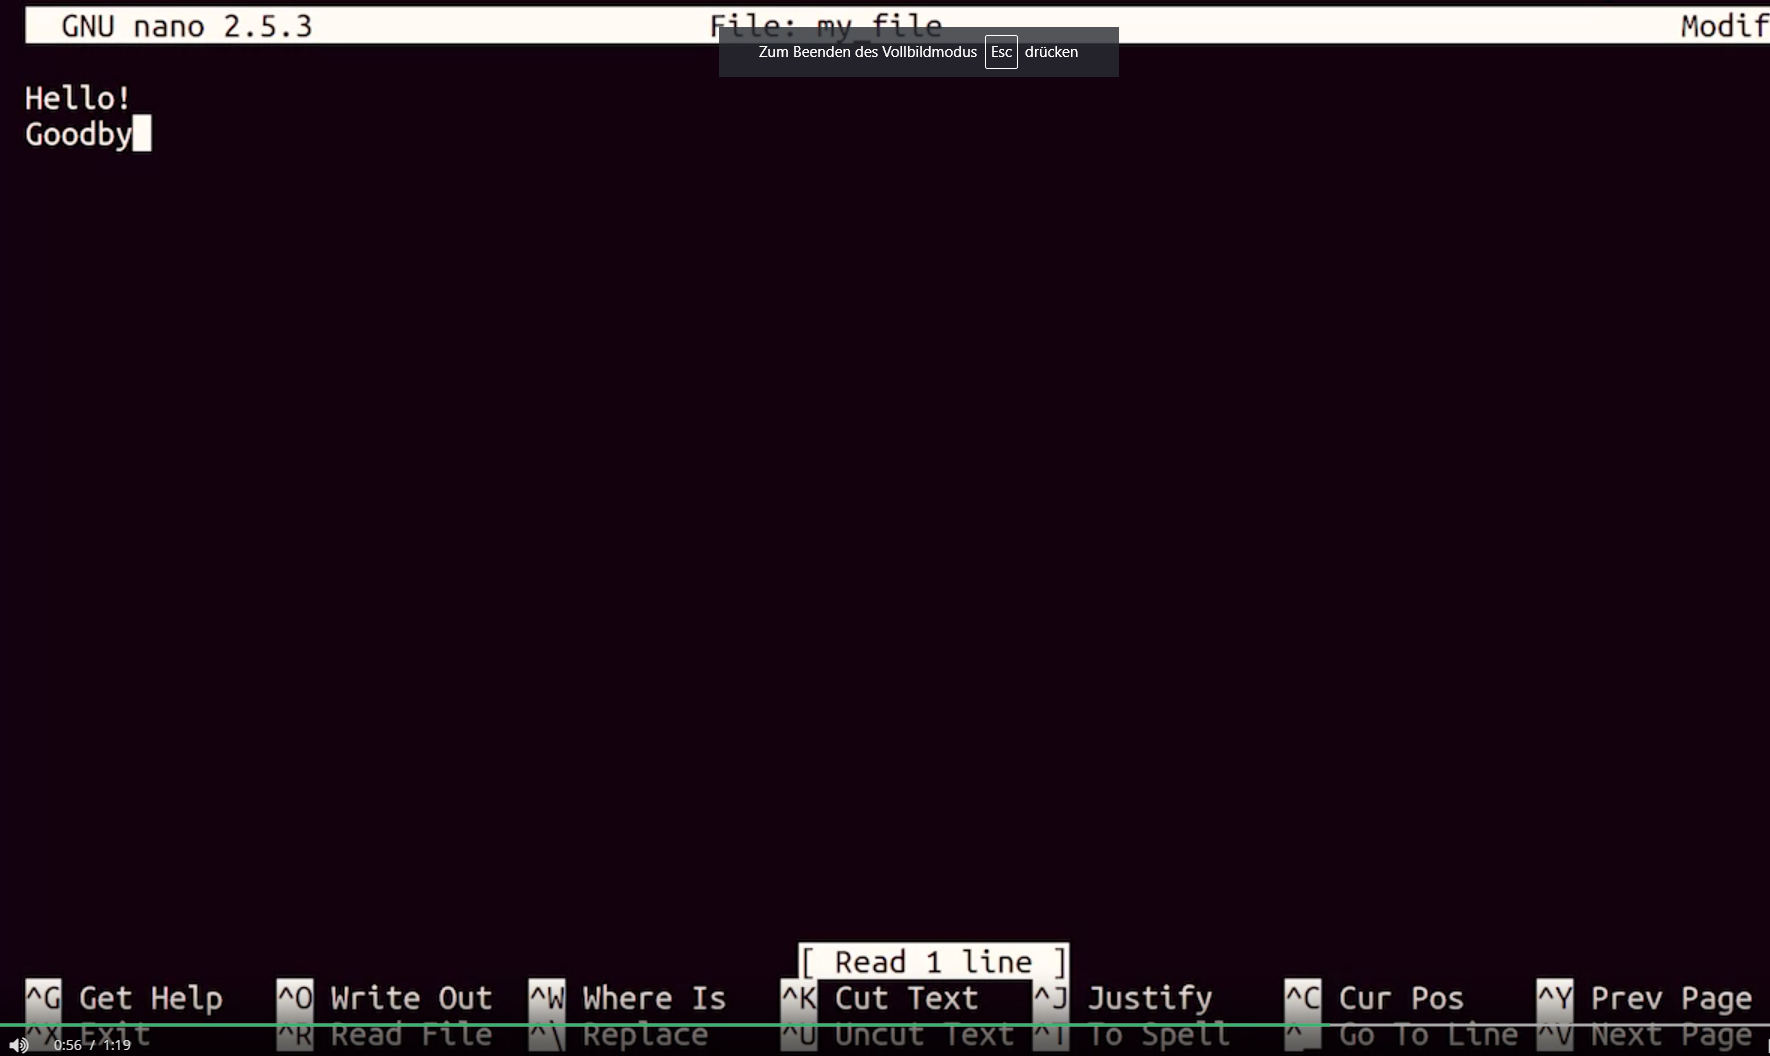 GNU nano 2.5.3 File: my_file Modif
Zum Beenden des Vollbildmodus Esc drücken
Hello!
Goodby
[ Read 1 line ]
^G Get Help ^O Write Out ^W Where Is ^K Cut Text ^J Justify ^C Cur Pos ^Y Prev Page
^X Exit ^R Read File ^\ Replace ^U Uncut Text ^T To Spell ^_ Go To Line ^V Next Page
0:56 / 1:19